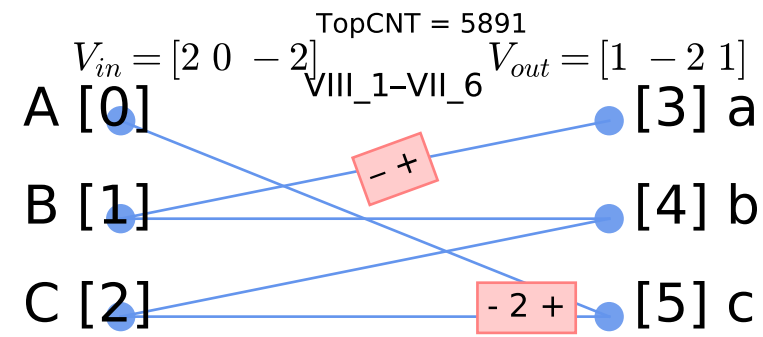 TopCNT = 5891
V_in = [2 0 − 2]
V_out = [1 − 2 1]
VIII_1–VII_6
A [0]
[3] a
− +
B [1]
[4] b
C [2]
- 2 +
[5] c